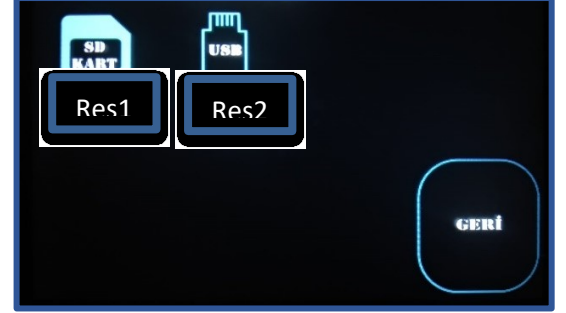 SD
KART
USB
Res1
Res2
GERİ